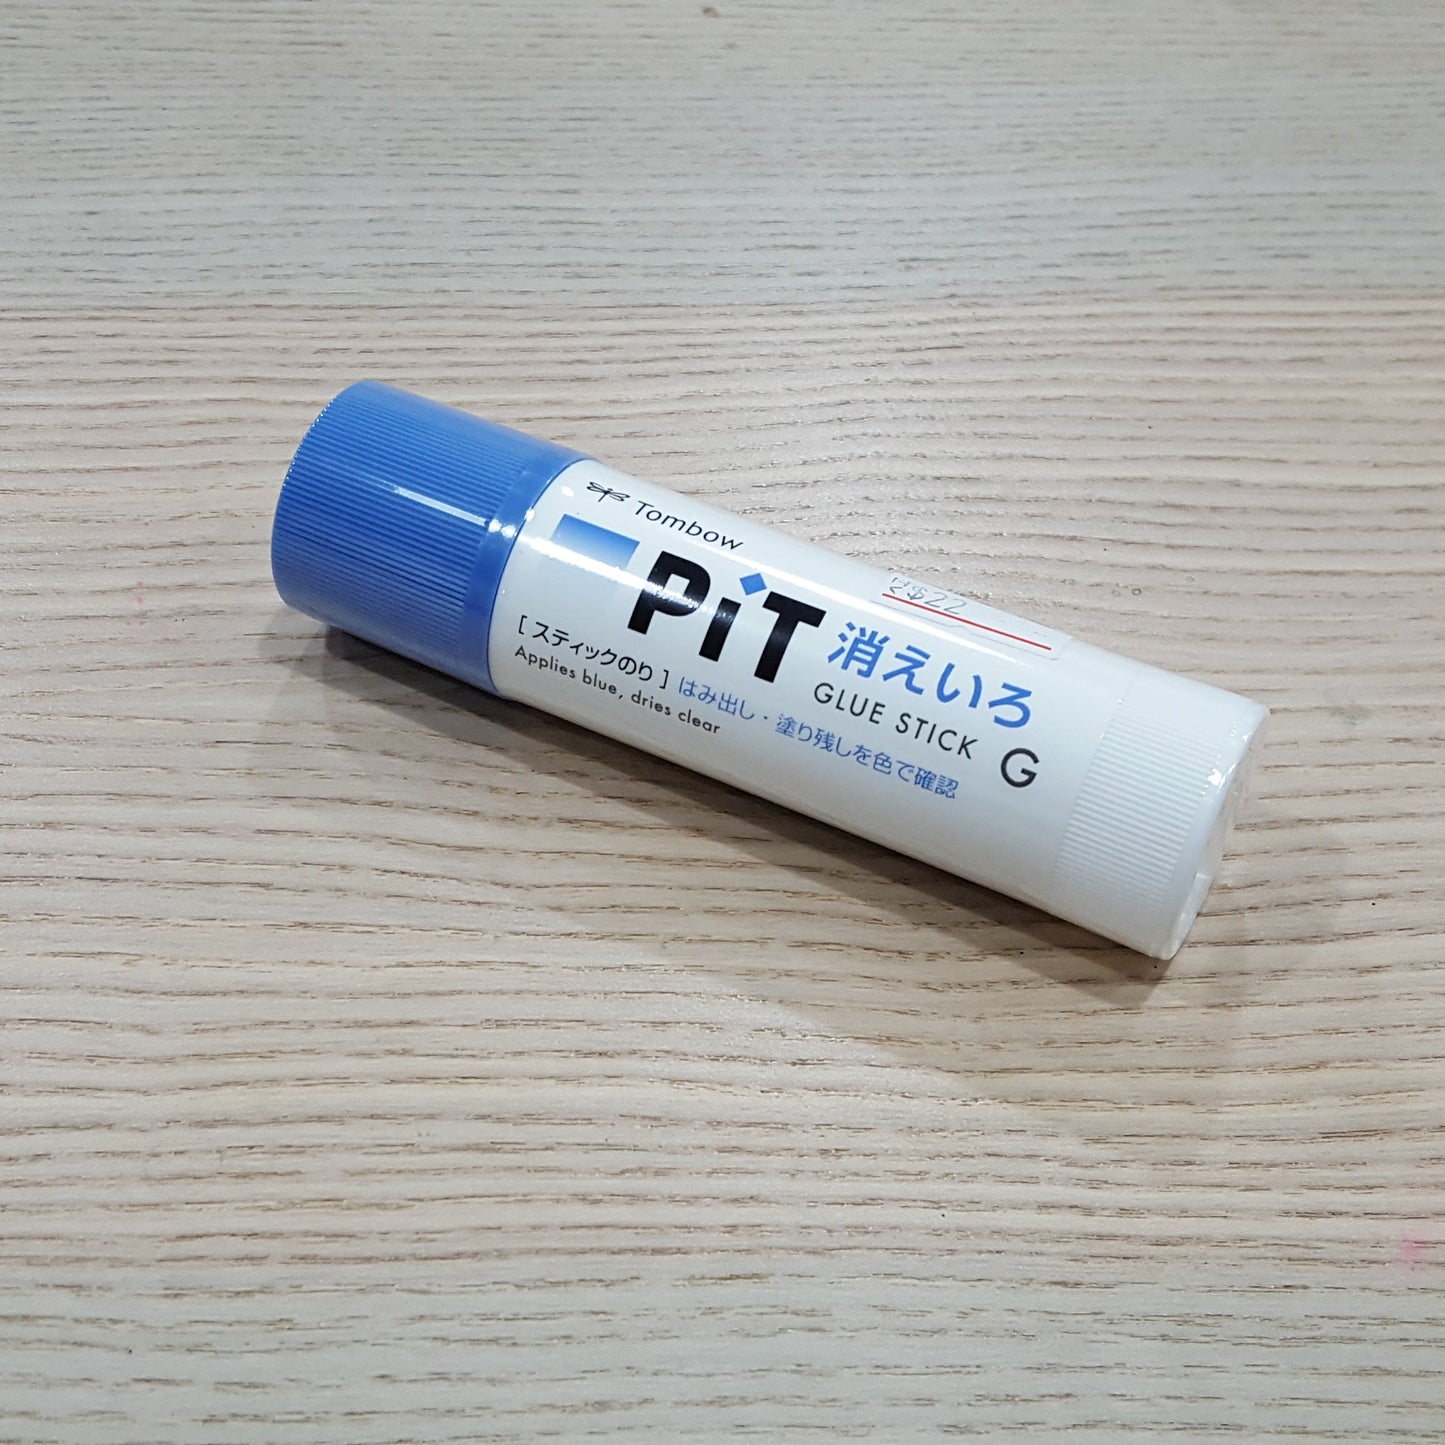 Tombow
PiT 消えいろ
GLUE STICK G
[ スティックのり ] はみ出し・塗り残しを色で確認
Applies blue, dries clear
$22